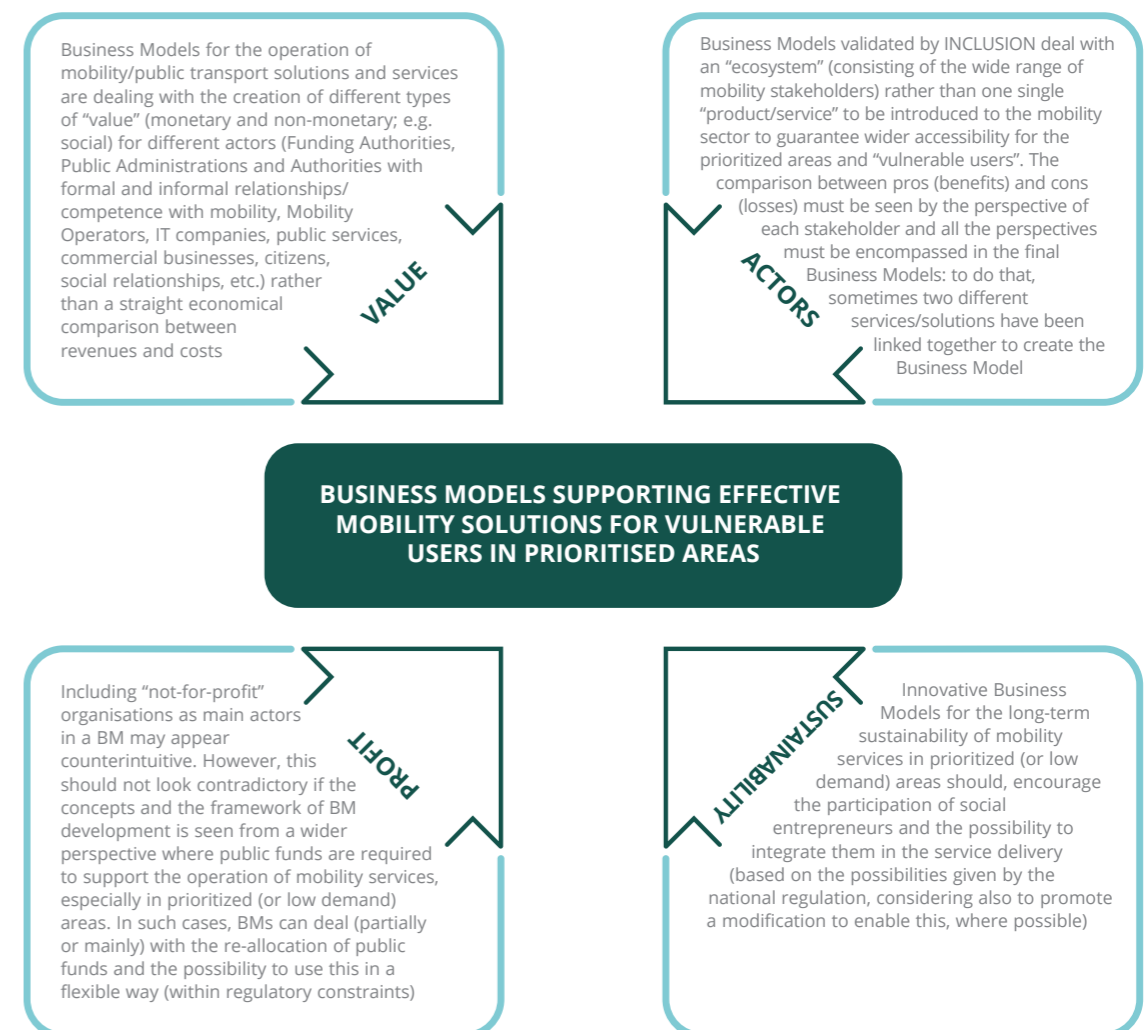 Business Models for the operation of
mobility/public transport solutions and services
are dealing with the creation of different types
of “value” (monetary and non-monetary; e.g.
social) for different actors (Funding Authorities,
Public Administrations and Authorities with
formal and informal relationships/
competence with mobility, Mobility
Operators, IT companies, public services,
commercial businesses, citizens,
social relationships, etc.) rather
than a straight economical
comparison between
revenues and costs
VALUE
Business Models validated by INCLUSION deal with
an “ecosystem” (consisting of the wide range of
mobility stakeholders) rather than one single
“product/service” to be introduced to the mobility
sector to guarantee wider accessibility for the
prioritized areas and “vulnerable users”. The
comparison between pros (benefits) and cons
(losses) must be seen by the perspective of
each stakeholder and all the perspectives
must be encompassed in the final
Business Models: to do that,
sometimes two different
services/solutions have been
linked together to create the
Business Model
ACTORS
BUSINESS MODELS SUPPORTING EFFECTIVE
MOBILITY SOLUTIONS FOR VULNERABLE
USERS IN PRIORITISED AREAS
Including “not-for-profit”
organisations as main actors
in a BM may appear
counterintuitive. However, this
should not look contradictory if the
concepts and the framework of BM
development is seen from a wider
perspective where public funds are required
to support the operation of mobility services,
especially in prioritized (or low demand)
areas. In such cases, BMs can deal (partially
or mainly) with the re-allocation of public
funds and the possibility to use this in a
flexible way (within regulatory constraints)
PROFIT
Innovative Business
Models for the long-term
sustainability of mobility
services in prioritized (or low
demand) areas should, encourage
the participation of social
entrepreneurs and the possibility to
integrate them in the service delivery
(based on the possibilities given by the
national regulation, considering also to promote
a modification to enable this, where possible)
SUSTAINABILITY